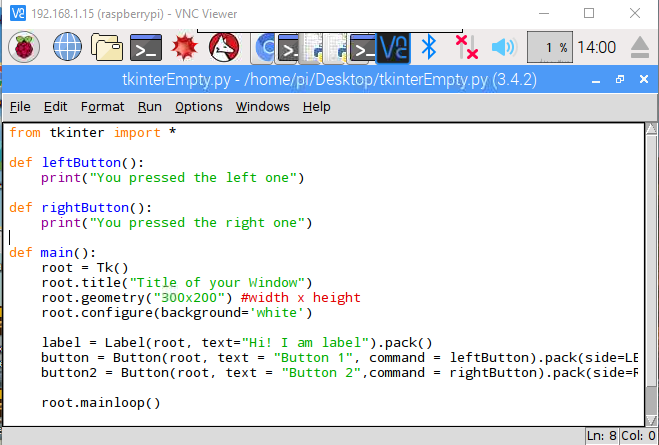 192.168.1.15 (raspberrypi) - VNC Viewer
1 %
14:00
tkinterEmpty.py - /home/pi/Desktop/tkinterEmpty.py (3.4.2)
File Edit Format Run Options Windows Help
from tkinter import *
def leftButton():
    print("You pressed the left one")
def rightButton():
    print("You pressed the right one")
def main():
    root = Tk()
    root.title("Title of your Window")
    root.geometry("300x200") #width x height
    root.configure(background='white')
    label = Label(root, text="Hi! I am label").pack()
    button = Button(root, text = "Button 1", command = leftButton).pack(side=LE
    button2 = Button(root, text = "Button 2",command = rightButton).pack(side=R
    root.mainloop()
Ln: 8 Col: 0